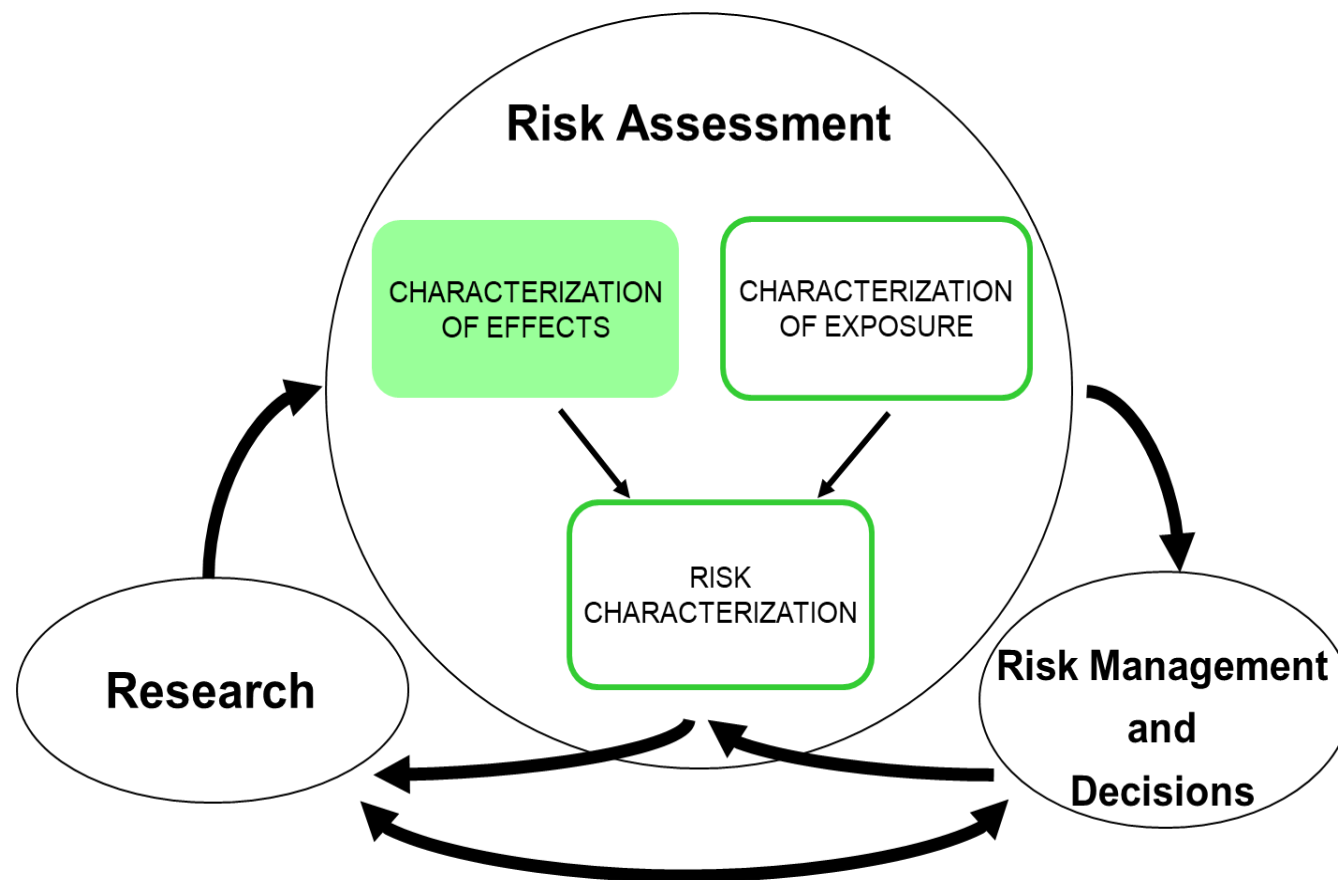 Risk Assessment
CHARACTERIZATION
OF EFFECTS
CHARACTERIZATION
OF EXPOSURE
RISK
CHARACTERIZATION
Research
Risk Management
and
Decisions